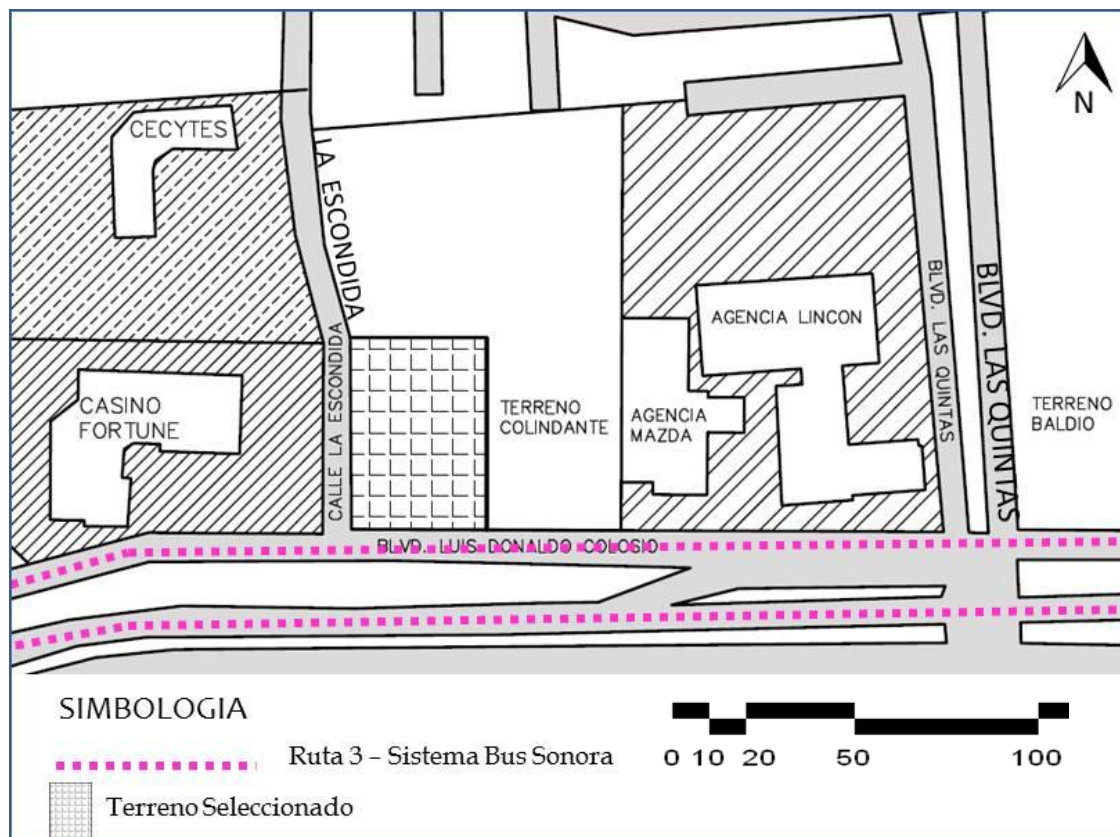 CECYTES
N
LA ESCONDIDA
BLVD. LAS QUINTAS
BLVD. LAS QUINTAS
AGENCIA LINCON
CALLE LA ESCONDIDA
CASINO
FORTUNE
TERRENO
COLINDANTE
AGENCIA
MAZDA
TERRENO
BALDIO
BLVD. LUIS DONALDO COLOSIO
SIMBOLOGIA
Ruta 3 – Sistema Bus Sonora
0 10 20 50 100
Terreno Seleccionado